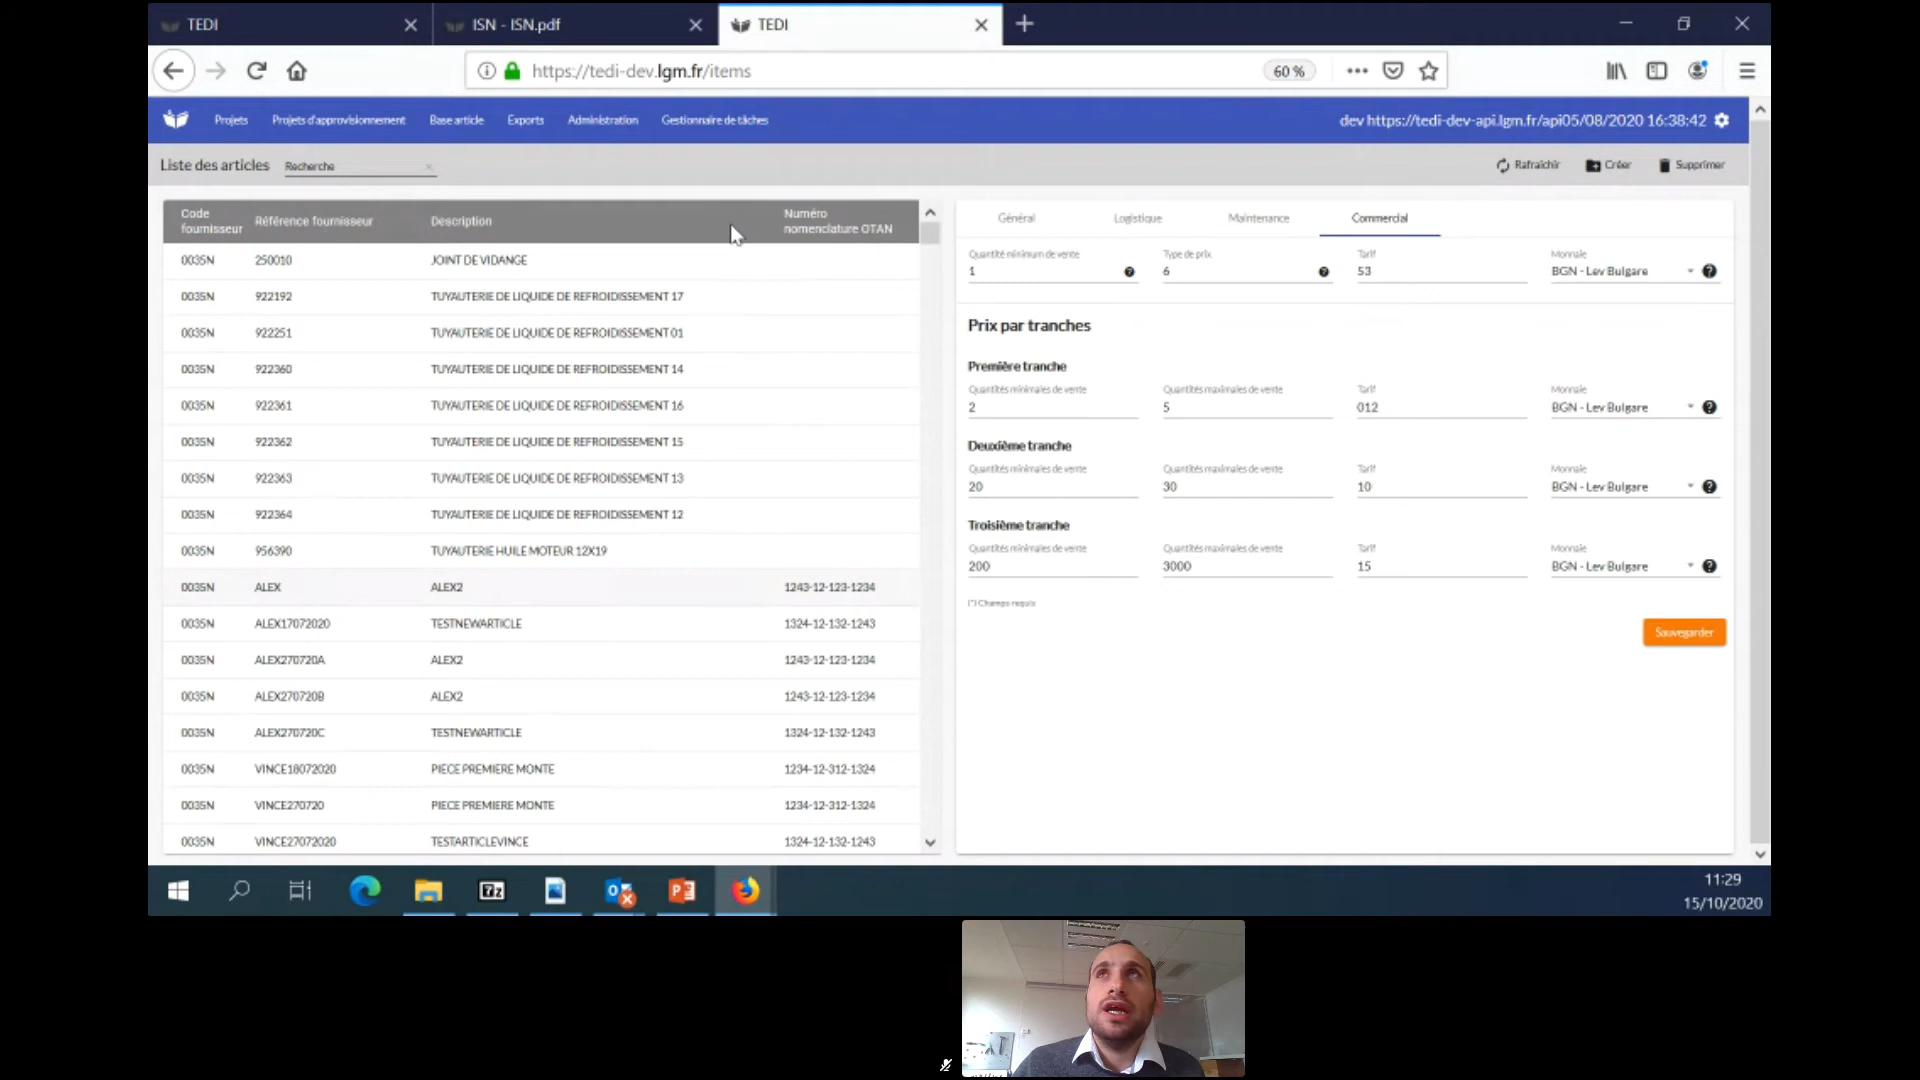 TEDI
ISN - ISN.pdf
TEDI
https://tedi-dev.lgm.fr/items
60 %
Projets
Projets d'approvisionnement
Base article
Exports
Administration
Gestionnaire de tâches
dev https://tedi-dev-api.lgm.fr/api05/08/2020 16:38:42
Liste des articles
Recherche
Rafraichir
Créer
Supprimer
Code fournisseur
Référence fournisseur
Description
Numéro nomenclature OTAN
0035N 250010 JOINT DE VIDANGE
0035N 922192 TUYAUTERIE DE LIQUIDE DE REFROIDISSEMENT 17
0035N 922251 TUYAUTERIE DE LIQUIDE DE REFROIDISSEMENT 01
0035N 922360 TUYAUTERIE DE LIQUIDE DE REFROIDISSEMENT 14
0035N 922361 TUYAUTERIE DE LIQUIDE DE REFROIDISSEMENT 16
0035N 922362 TUYAUTERIE DE LIQUIDE DE REFROIDISSEMENT 15
0035N 922363 TUYAUTERIE DE LIQUIDE DE REFROIDISSEMENT 13
0035N 922364 TUYAUTERIE DE LIQUIDE DE REFROIDISSEMENT 12
0035N 956390 TUYAUTERIE HUILE MOTEUR 12X19
0035N ALEX ALEX2 1243-12-123-1234
0035N ALEX17072020 TESTNEWARTICLE 1324-12-132-1243
0035N ALEX270720A ALEX2 1243-12-123-1234
0035N ALEX270720B ALEX2 1243-12-123-1234
0035N ALEX270720C TESTNEWARTICLE 1324-12-132-1243
0035N VINCE18072020 PIECE PREMIERE MONTE 1234-12-312-1324
0035N VINCE270720 PIECE PREMIERE MONTE 1234-12-312-1324
0035N VINCE27072020 TESTARTICLEVINCE 1324-12-132-1243
Général
Logistique
Maintenance
Commercial
Quantité minimum de vente
Type de prix
Tarif
Monnaie
1
6
53
BGN - Lev Bulgare
Prix par tranches
Première tranche
Quantités minimales de vente
Quantités maximales de vente
Tarif
Monnaie
2
5
012
BGN - Lev Bulgare
Deuxième tranche
Quantités minimales de vente
Quantités maximales de vente
Tarif
Monnaie
20
30
10
BGN - Lev Bulgare
Troisième tranche
Quantités minimales de vente
Quantités maximales de vente
Tarif
Monnaie
200
3000
15
BGN - Lev Bulgare
(*) Champs requis
Sauvegarder
11:29
15/10/2020